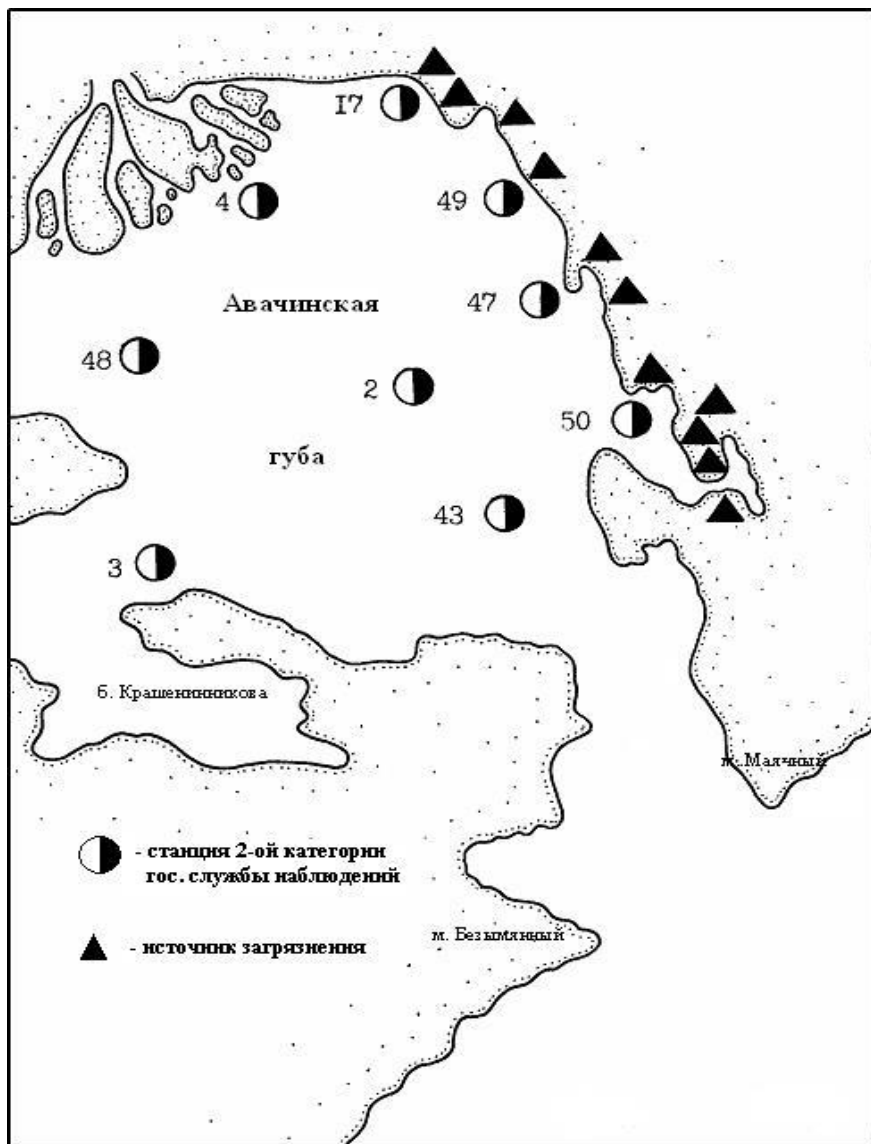 17
4
49
Авачинская
47
48
2
50
губа
43
3
б. Крашенинникова
м. Маячный
- станция 2-ой категории
гос. службы наблюдений
м. Безымянный
- источник загрязнения